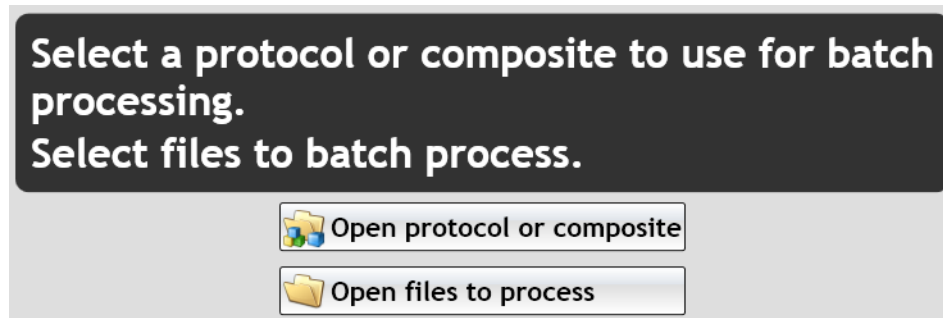 Select a protocol or composite to use for batch
processing.
Select files to batch process.
Open protocol or composite
Open files to process